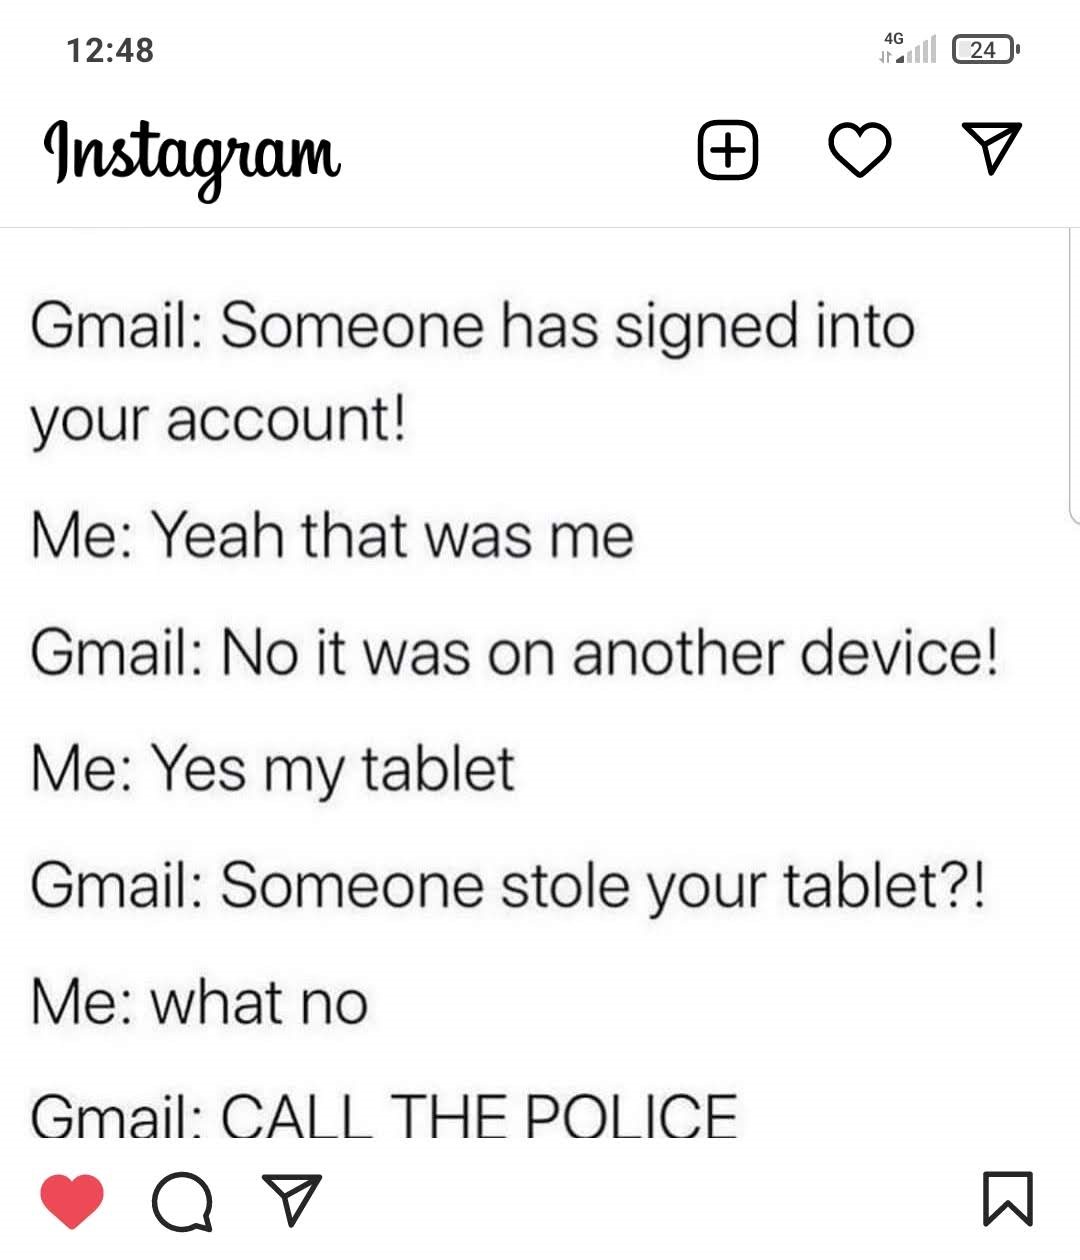 12:48
4G
24
Instagram
Gmail: Someone has signed into
your account!
Me: Yeah that was me
Gmail: No it was on another device!
Me: Yes my tablet
Gmail: Someone stole your tablet?!
Me: what no
Gmail: CALL THE POLICE